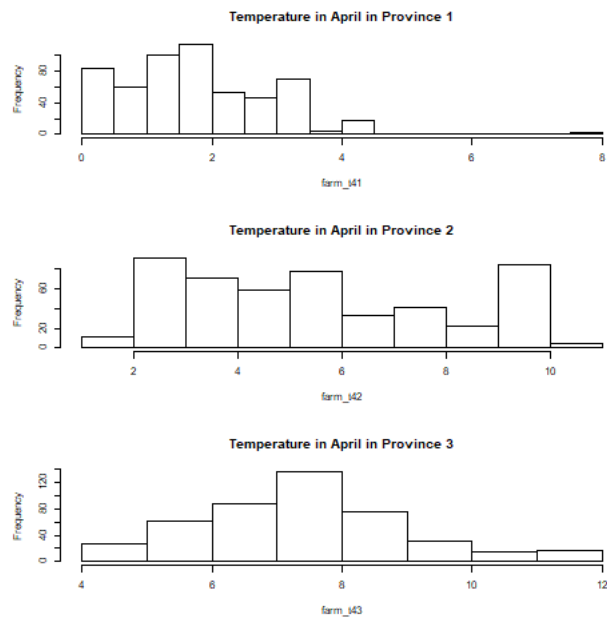 Temperature in April in Province 1
Frequency
0 40 80
0 2 4 6 8
farm_t41
Temperature in April in Province 2
Frequency
0 20 60
2 4 6 8 10
farm_t42
Temperature in April in Province 3
Frequency
0 40 80 120
4 6 8 10 12
farm_t43